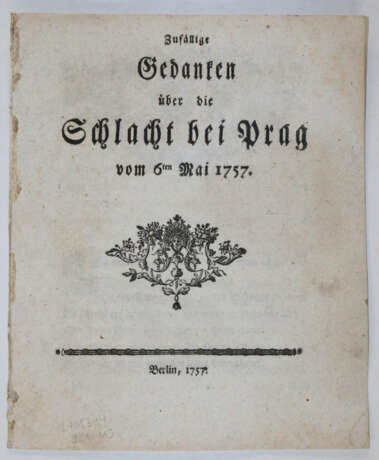 Zufällige
Gedanken
über die
Schlacht bei Prag
vom 6ten Mai 1757.
Berlin, 1757.